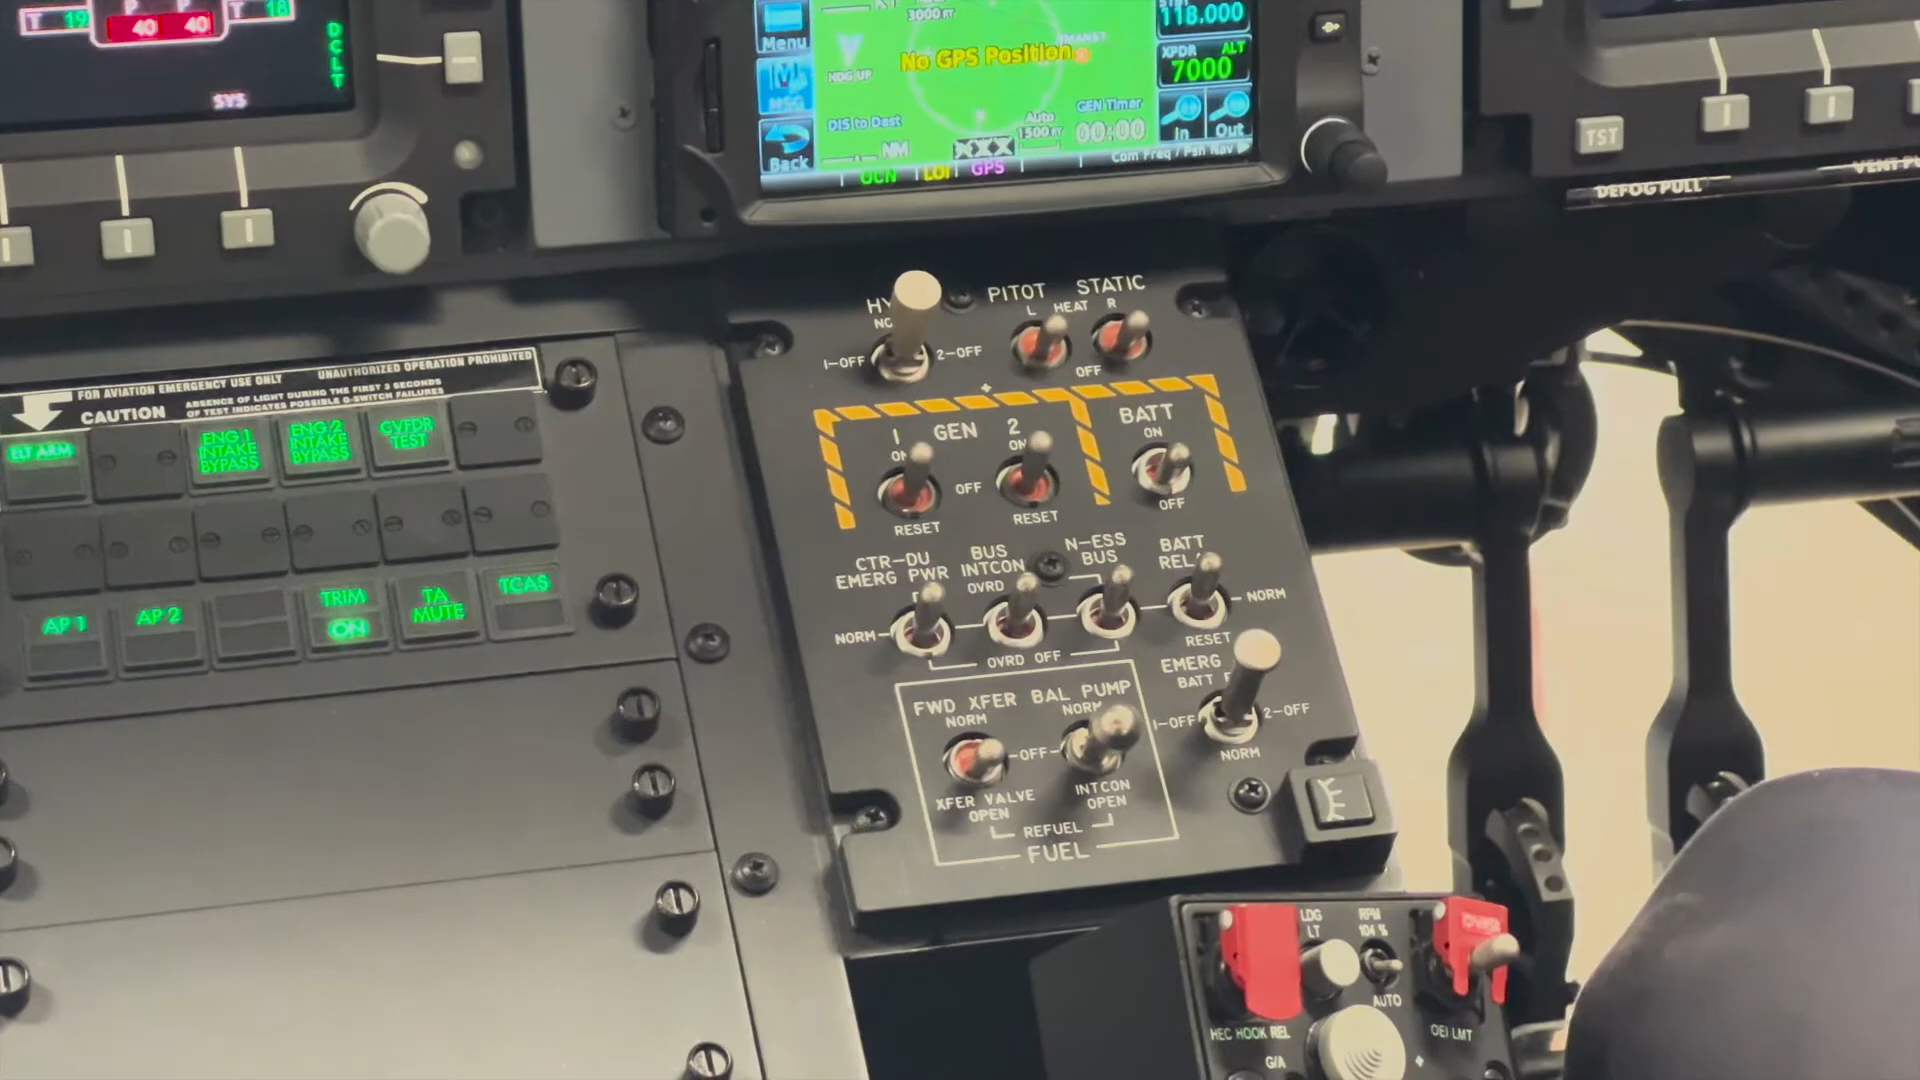 T 19
P P
40 40
T 18
DCLT
SYS
Menu
MSG
Back
3000 FT
No GPS Position
HDG UP
DIS to Dest
NM
XXX
Auto
1500 FT
GEN Timer
00:00
OCN LOI GPS
Com Freq / Psh Nav
118.000
XPDR ALT
7000
In Out
TST
DEFOG PULL
FOR AVIATION EMERGENCY USE ONLY UNAUTHORIZED OPERATION PROHIBITED
CAUTION ABSENCE OF LIGHT DURING THE FIRST 3 SECONDS
OF TEST INDICATES POSSIBLE G-SWITCH FAILURES
ELT ARM
ENG 1
INTAKE
BYPASS
ENG 2
INTAKE
BYPASS
CVFDR
TEST
AP 1
AP 2
TRIM
ON
TA
MUTE
TCAS
1-OFF 2-OFF
PITOT STATIC
L HEAT R
OFF
1 GEN 2
ON
OFF
RESET RESET
BATT
ON
OFF
CTR-DU
EMERG PWR
NORM
BUS
INTCON
OVRD
N-ESS
BUS
OVRD OFF
BATT
NORM
RESET
EMERG
BATT
1-OFF 2-OFF
NORM
FWD XFER BAL PUMP
NORM NORM
OFF
XFER VALVE
OPEN
INTCON
OPEN
REFUEL
FUEL
LDG
LT
RPM
104 %
AUTO
HEC HOOK REL
OEI LMT
G/A